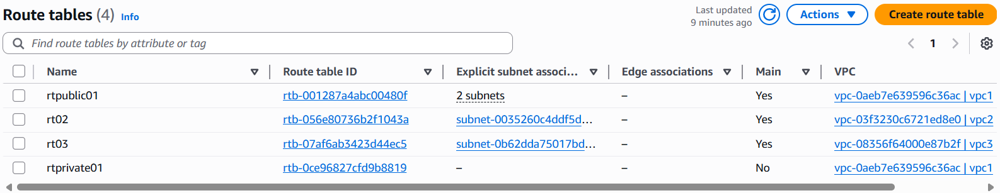 Route tables (4) Info
Last updated
9 minutes ago
Actions
Create route table
Find route tables by attribute or tag
1
Name Route table ID Explicit subnet associ... Edge associations Main VPC
rtpublic01 rtb-001287a4abc00480f 2 subnets – Yes vpc-0aeb7e639596c36ac | vpc1
rt02 rtb-056e80736b2f1043a subnet-0035260c4ddf5d... – Yes vpc-03f3230c6721ed8e0 | vpc2
rt03 rtb-07af6ab3423d44ec5 subnet-0b62dda75017bd... – Yes vpc-08356f64000e87b2f | vpc3
rtprivate01 rtb-0ce96827cfd9b8819 – – No vpc-0aeb7e639596c36ac | vpc1